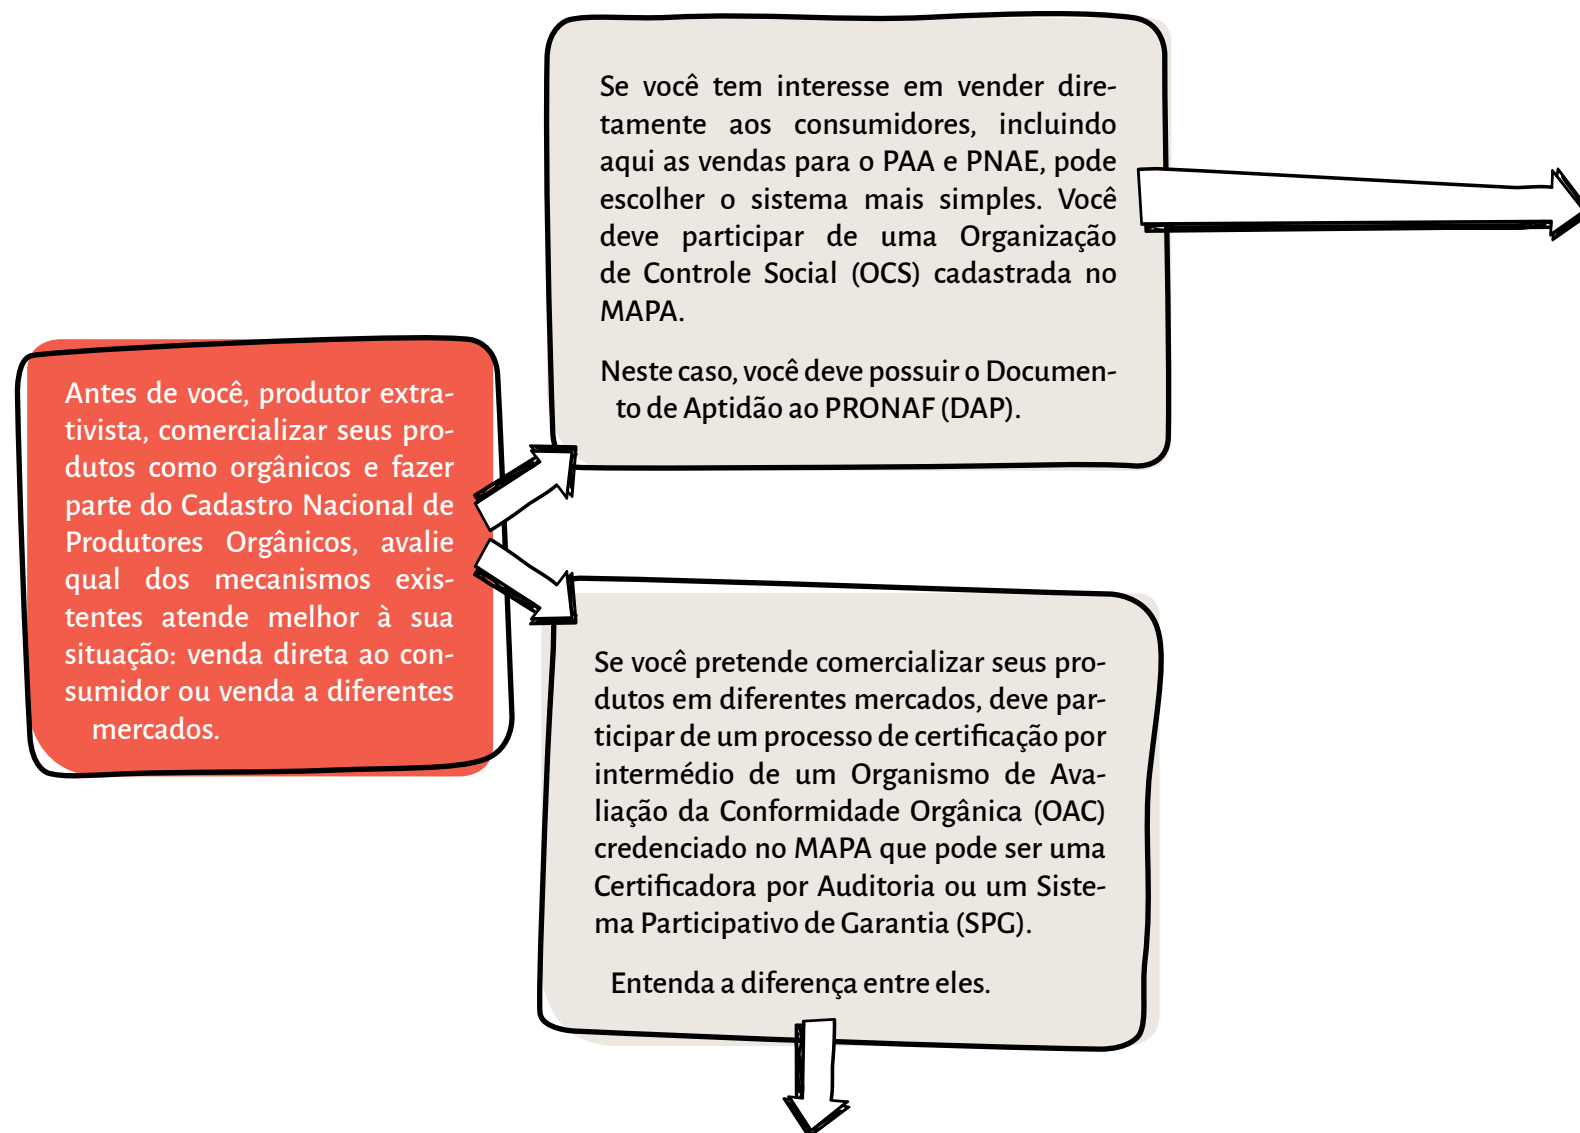 Antes de você, produtor extra-
tivista, comercializar seus pro-
dutos como orgânicos e fazer
parte do Cadastro Nacional de
Produtores Orgânicos, avalie
qual dos mecanismos exis-
tentes atende melhor à sua
situação: venda direta ao con-
sumidor ou venda a diferentes
mercados.
Se você tem interesse em vender dire-
tamente aos consumidores, incluindo
aqui as vendas para o PAA e PNAE, pode
escolher o sistema mais simples. Você
deve participar de uma Organização
de Controle Social (OCS) cadastrada no
MAPA.
Neste caso, você deve possuir o Documen-
to de Aptidão ao PRONAF (DAP).
Se você pretende comercializar seus pro-
dutos em diferentes mercados, deve par-
ticipar de um processo de certificação por
intermédio de um Organismo de Ava-
liação da Conformidade Orgânica (OAC)
credenciado no MAPA que pode ser uma
Certificadora por Auditoria ou um Siste-
ma Participativo de Garantia (SPG).
Entenda a diferença entre eles.